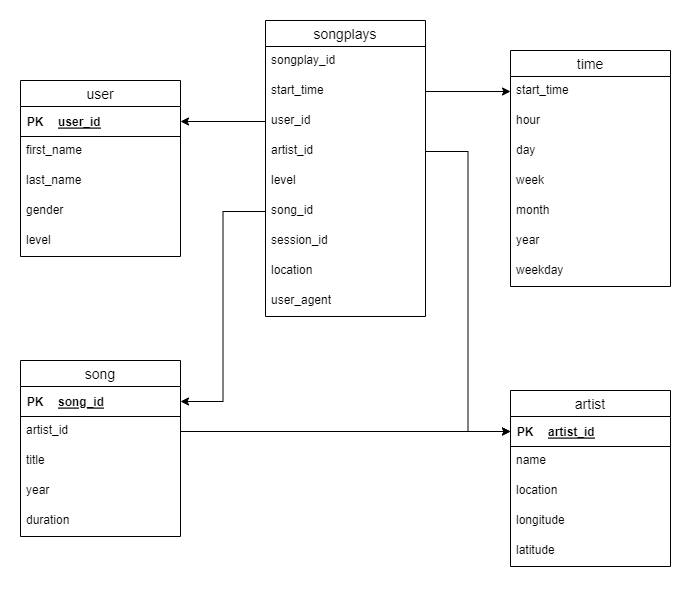 songplays
songplay_id
start_time
user_id
artist_id
level
song_id
session_id
location
user_agent
user
PK user_id
first_name
last_name
gender
level
time
start_time
hour
day
week
month
year
weekday
song
PK song_id
artist_id
title
year
duration
artist
PK artist_id
name
location
longitude
latitude